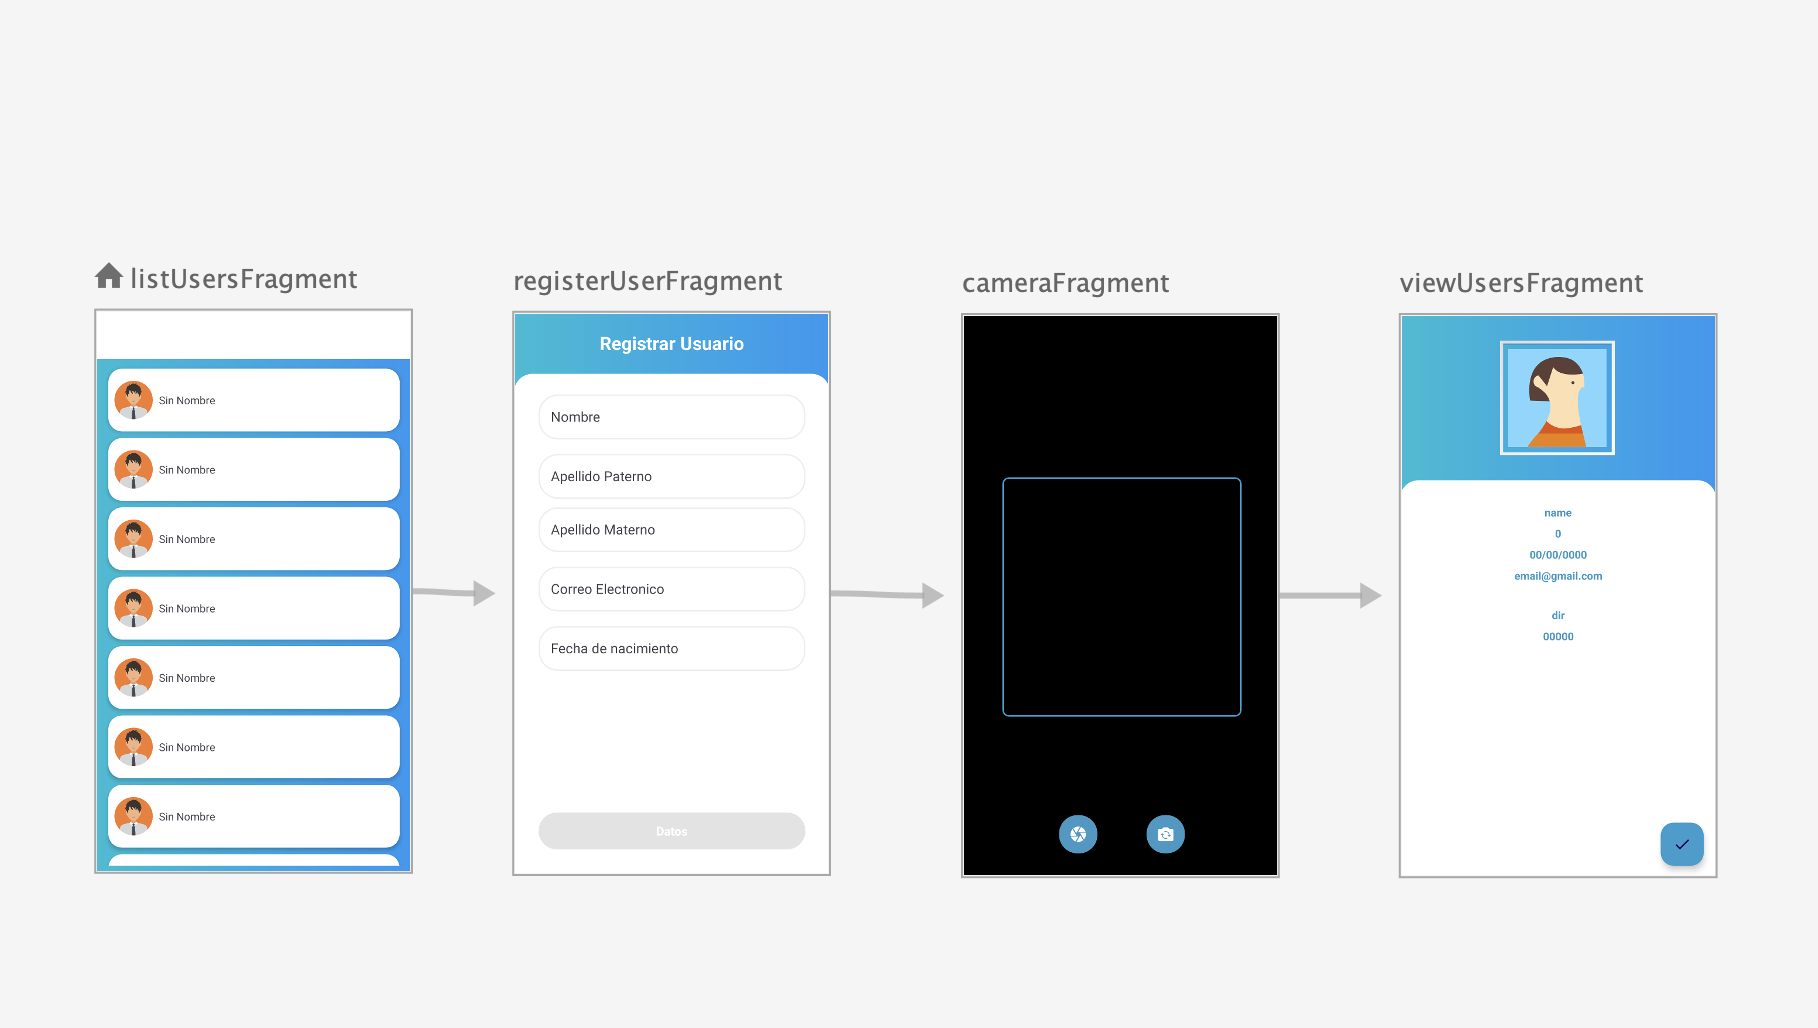 listUsersFragment
Sin Nombre
Sin Nombre
Sin Nombre
Sin Nombre
Sin Nombre
Sin Nombre
Sin Nombre
registerUserFragment
Registrar Usuario
Nombre
Apellido Paterno
Apellido Materno
Correo Electronico
Fecha de nacimiento
Datos
cameraFragment
viewUsersFragment
name
0
00/00/0000
email@gmail.com
dir
00000